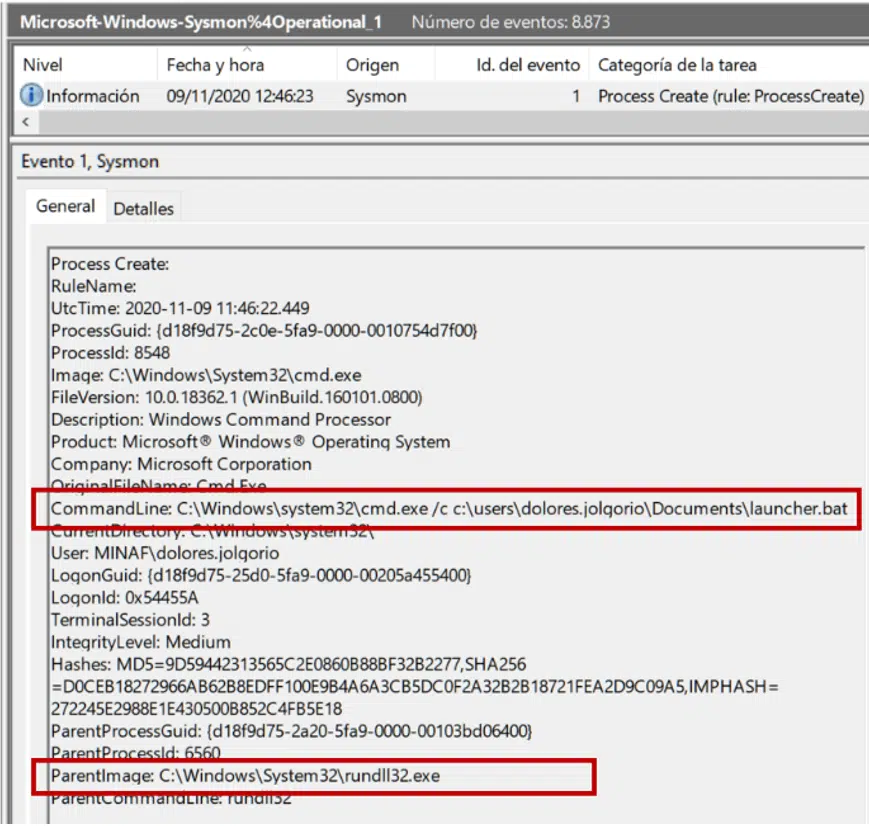 Microsoft-Windows-Sysmon%4Operational_1 Número de eventos: 8.873
Nivel Fecha y hora Origen Id. del evento Categoría de la tarea
Información 09/11/2020 12:46:23 Sysmon 1 Process Create (rule: ProcessCreate)
Evento 1, Sysmon
General Detalles
Process Create:
RuleName:
UtcTime: 2020-11-09 11:46:22.449
ProcessGuid: {d18f9d75-2c0e-5fa9-0000-0010754d7f00}
ProcessId: 8548
Image: C:\Windows\System32\cmd.exe
FileVersion: 10.0.18362.1 (WinBuild.160101.0800)
Description: Windows Command Processor
Product: Microsoft® Windows® Operating System
Company: Microsoft Corporation
OriginalFileName: Cmd.Exe
CommandLine: C:\Windows\system32\cmd.exe /c c:\users\dolores.jolgorio\Documents\launcher.bat
CurrentDirectory: C:\Windows\system32\
User: MINAF\dolores.jolgorio
LogonGuid: {d18f9d75-25d0-5fa9-0000-00205a455400}
LogonId: 0x54455A
TerminalSessionId: 3
IntegrityLevel: Medium
Hashes: MD5=9D59442313565C2E0860B88BF32B2277,SHA256
=D0CEB18272966AB62B8EDFF100E9B4A6A3CB5DC0F2A32B2B18721FEA2D9C09A5,IMPHASH=
272245E2988E1E430500B852C4FB5E18
ParentProcessGuid: {d18f9d75-2a20-5fa9-0000-00103bd06400}
ParentProcessId: 6560
ParentImage: C:\Windows\System32\rundll32.exe
ParentCommandLine: rundll32